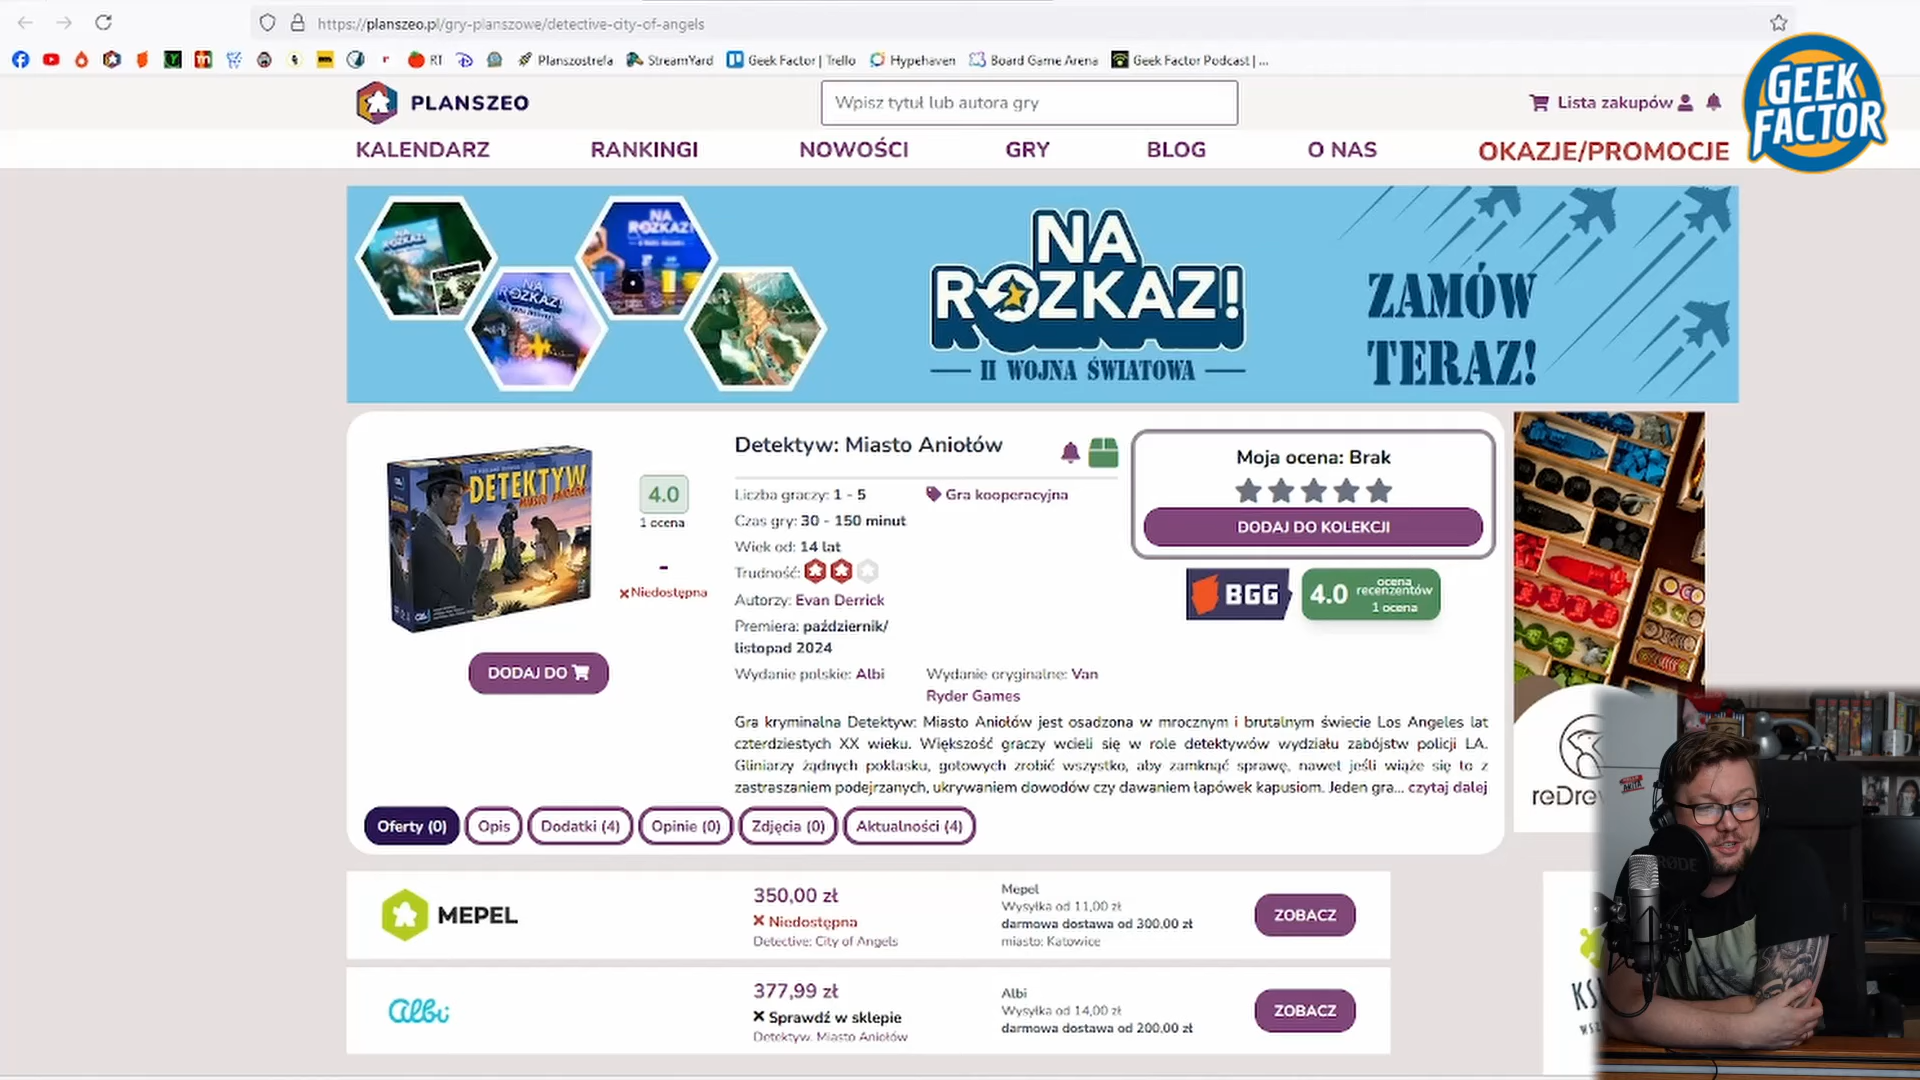 https://planszeo.pl/gry-planszowe/detective-city-of-angels
RT
Planszostrefa
StreamYard
Geek Factor | Trello
Hypehaven
Board Game Arena
Geek Factor Podcast | ...
GEEK
FACTOR
PLANSZEO
Wpisz tytuł lub autora gry
Lista zakupów
KALENDARZ
RANKINGI
NOWOŚCI
GRY
BLOG
O NAS
OKAZJE/PROMOCJE
NA
ROZKAZ!
II WOJNA ŚWIATOWA
ZAMÓW
TERAZ!
DETEKTYW
MIASTO ANIOŁÓW
4.0
1 ocena
-
Niedostępna
DODAJ DO
Detektyw: Miasto Aniołów
Liczba graczy: 1 - 5
Gra kooperacyjna
Czas gry: 30 - 150 minut
Wiek od: 14 lat
Trudność:
Autorzy: Evan Derrick
Premiera: październik/
listopad 2024
Wydanie polskie: Albi
Wydanie oryginalne: Van
Ryder Games
Moja ocena: Brak
DODAJ DO KOLEKCJI
BGG
4.0
ocena
recenzentów
1 ocena
Gra kryminalna Detektyw: Miasto Aniołów jest osadzona w mrocznym i brutalnym świecie Los Angeles lat
czterdziestych XX wieku. Większość graczy wcieli się w role detektywów wydziału zabójstw policji LA.
Gliniarzy żądnych poklasku, gotowych zrobić wszystko, aby zamknąć sprawę, nawet jeśli wiąże się to z
zastraszaniem podejrzanych, ukrywaniem dowodów czy dawaniem łapówek kapusiom. Jeden gra... czytaj dalej
Oferty (0)
Opis
Dodatki (4)
Opinie (0)
Zdjęcia (0)
Aktualności (4)
MEPEL
350,00 zł
Niedostępna
Detective: City of Angels
Mepel
Wysyłka od 11,00 zł
darmowa dostawa od 300.00 zł
miasto: Katowice
ZOBACZ
albi
377,99 zł
Sprawdź w sklepie
Detektyw. Miasto Aniołów
Albi
Wysyłka od 14,00 zł
darmowa dostawa od 200.00 zł
ZOBACZ
reDre
KS
RØDE